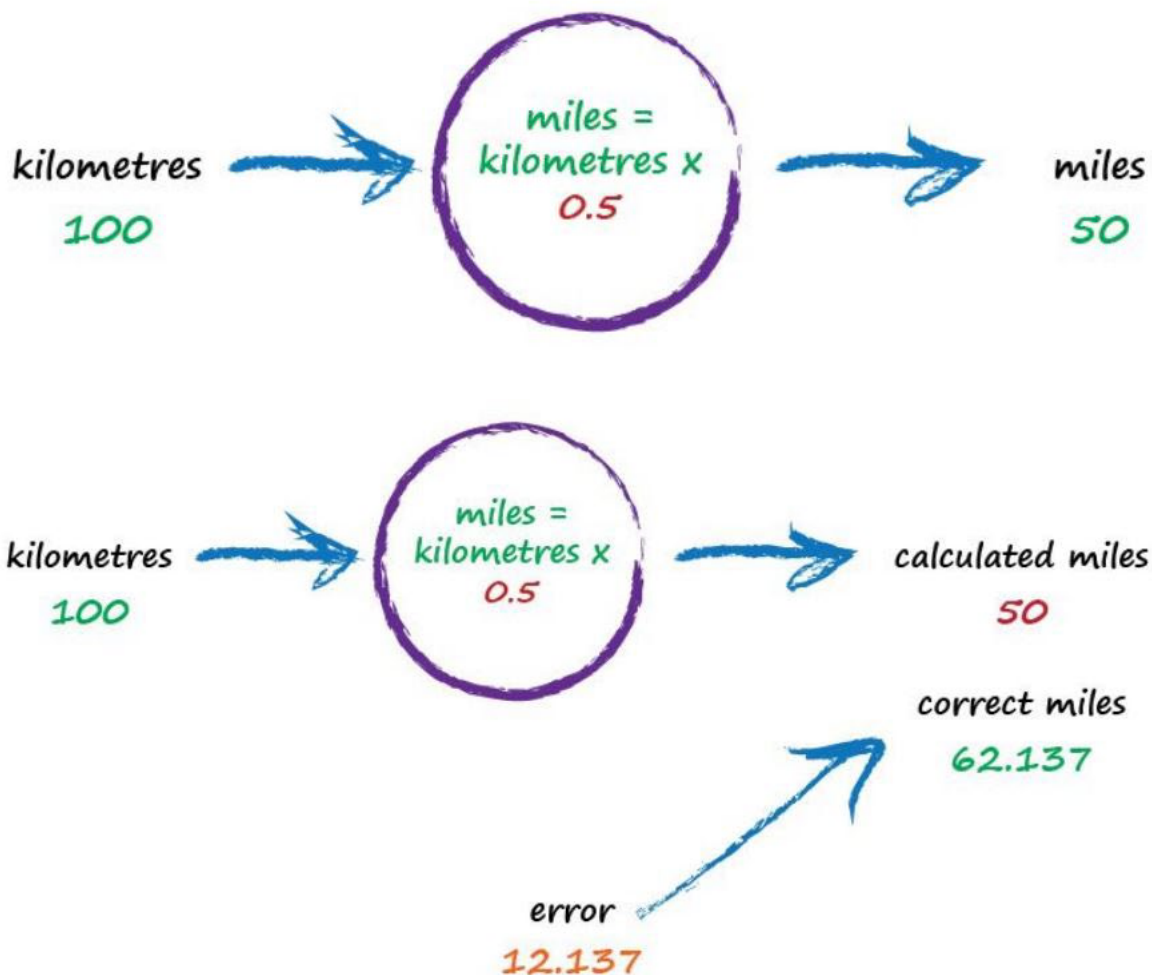 miles =
kilometres x
0.5
kilometres
100
miles
50
miles =
kilometres x
0.5
kilometres
100
calculated miles
50
correct miles
62.137
error
12.137